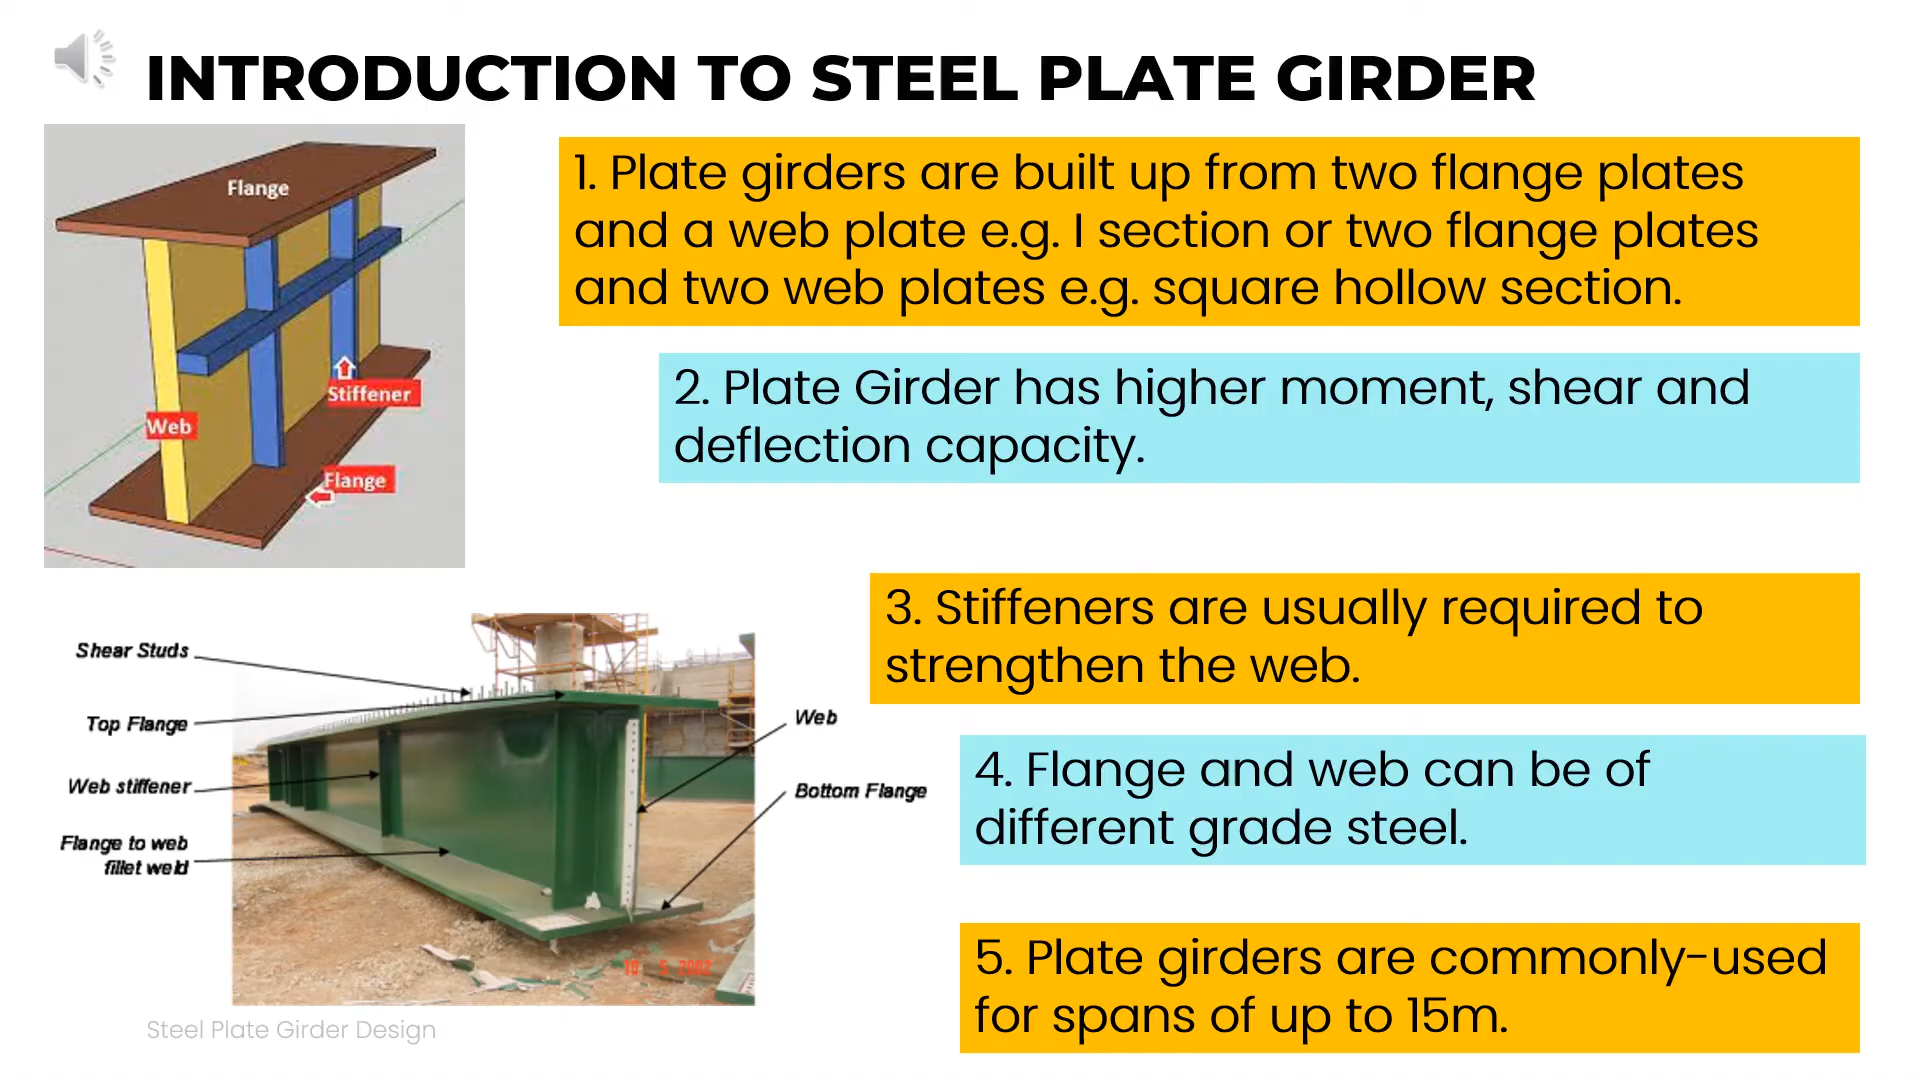 INTRODUCTION TO STEEL PLATE GIRDER
Flange
Stiffener
Web
Flange
1. Plate girders are built up from two flange plates
and a web plate e.g. I section or two flange plates
and two web plates e.g. square hollow section.
2. Plate Girder has higher moment, shear and
deflection capacity.
3. Stiffeners are usually required to
strengthen the web.
4. Flange and web can be of
different grade steel.
5. Plate girders are commonly-used
for spans of up to 15m.
Shear Studs
Top Flange
Web stiffener
Flange to web
fillet weld
Web
Bottom Flange
18 5 2002
Steel Plate Girder Design